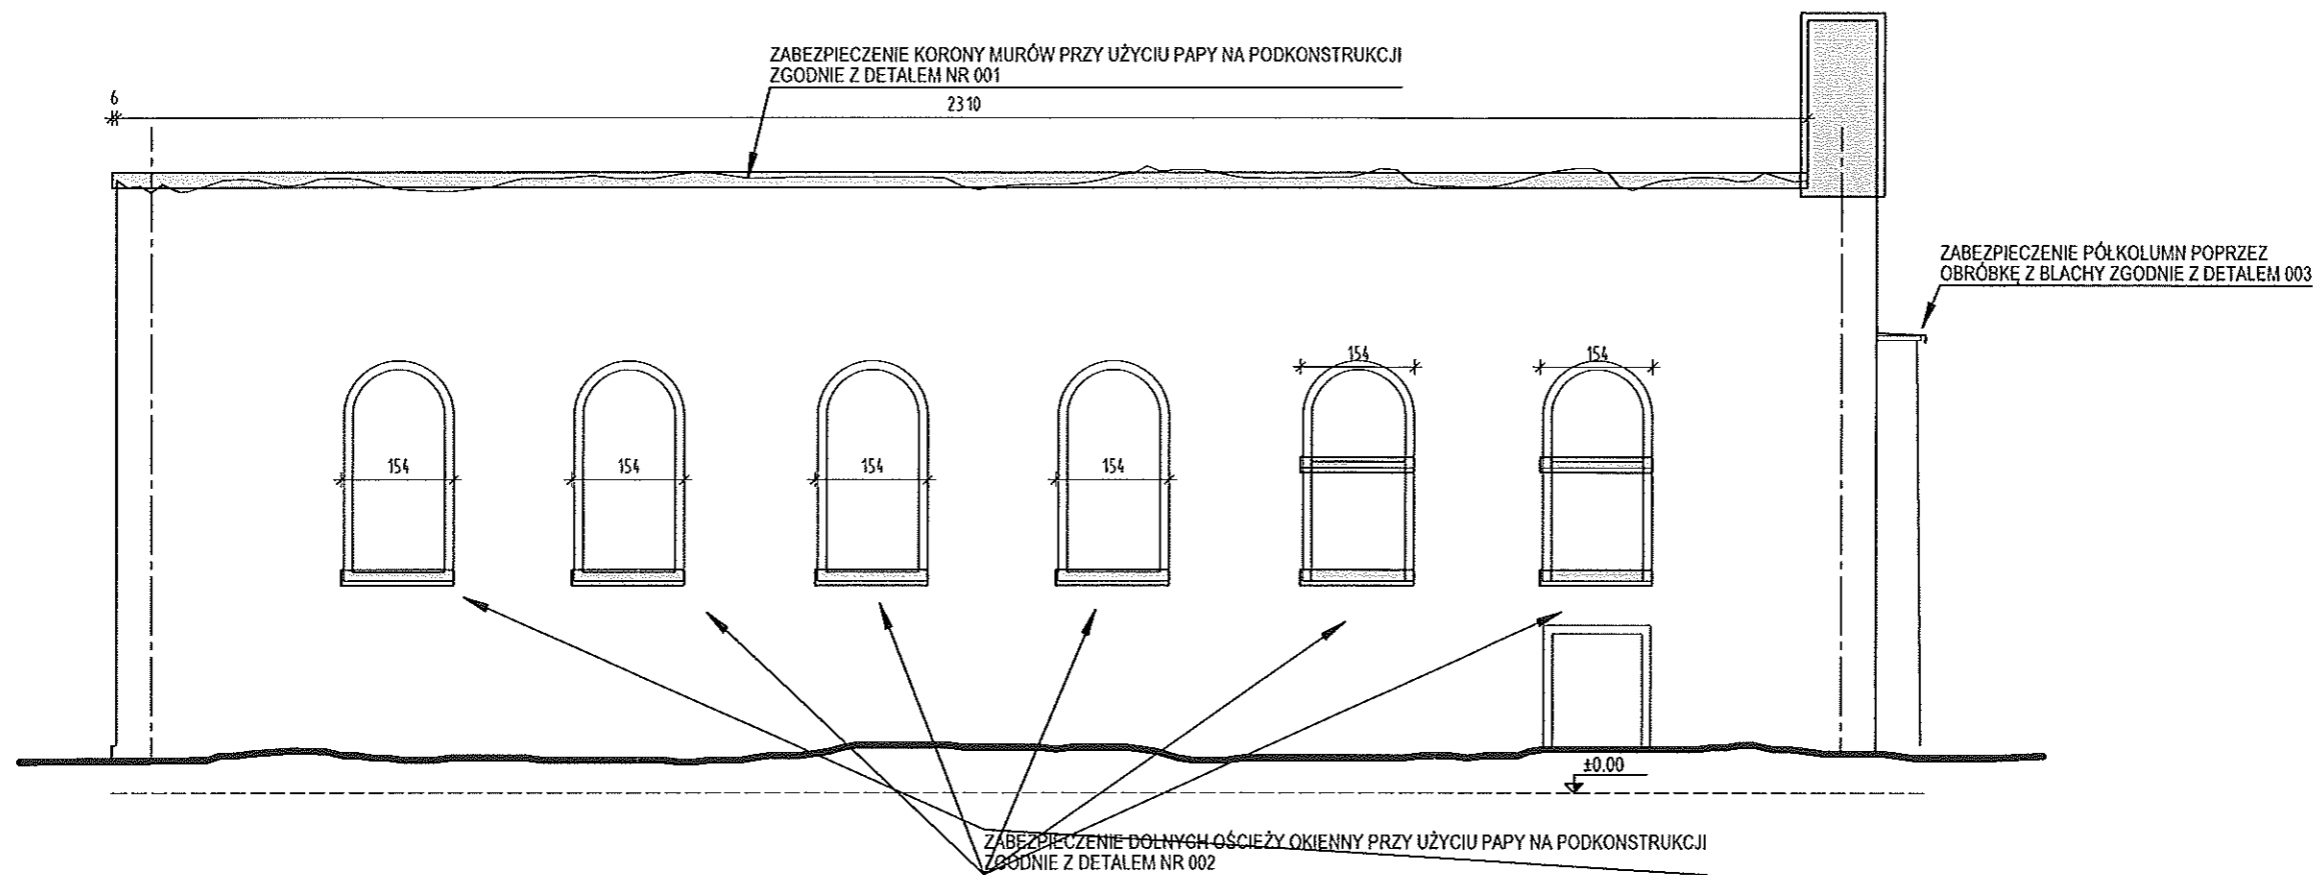 ZABEZPIECZENIE KORONY MURÓW PRZY UŻYCIU PAPY NA PODKONSTRUKCJI
ZGODNIE Z DETALEM NR 001
6
2310
ZABEZPIECZENIE PÓŁKOLUMN POPRZEZ
OBRÓBKĘ Z BLACHY ZGODNIE Z DETALEM 003
154
154
154
154
154
154
±0.00
ZABEZPIECZENIE DOLNYCH OŚCIEŻY OKIENNY PRZY UŻYCIU PAPY NA PODKONSTRUKCJI
ZGODNIE Z DETALEM NR 002